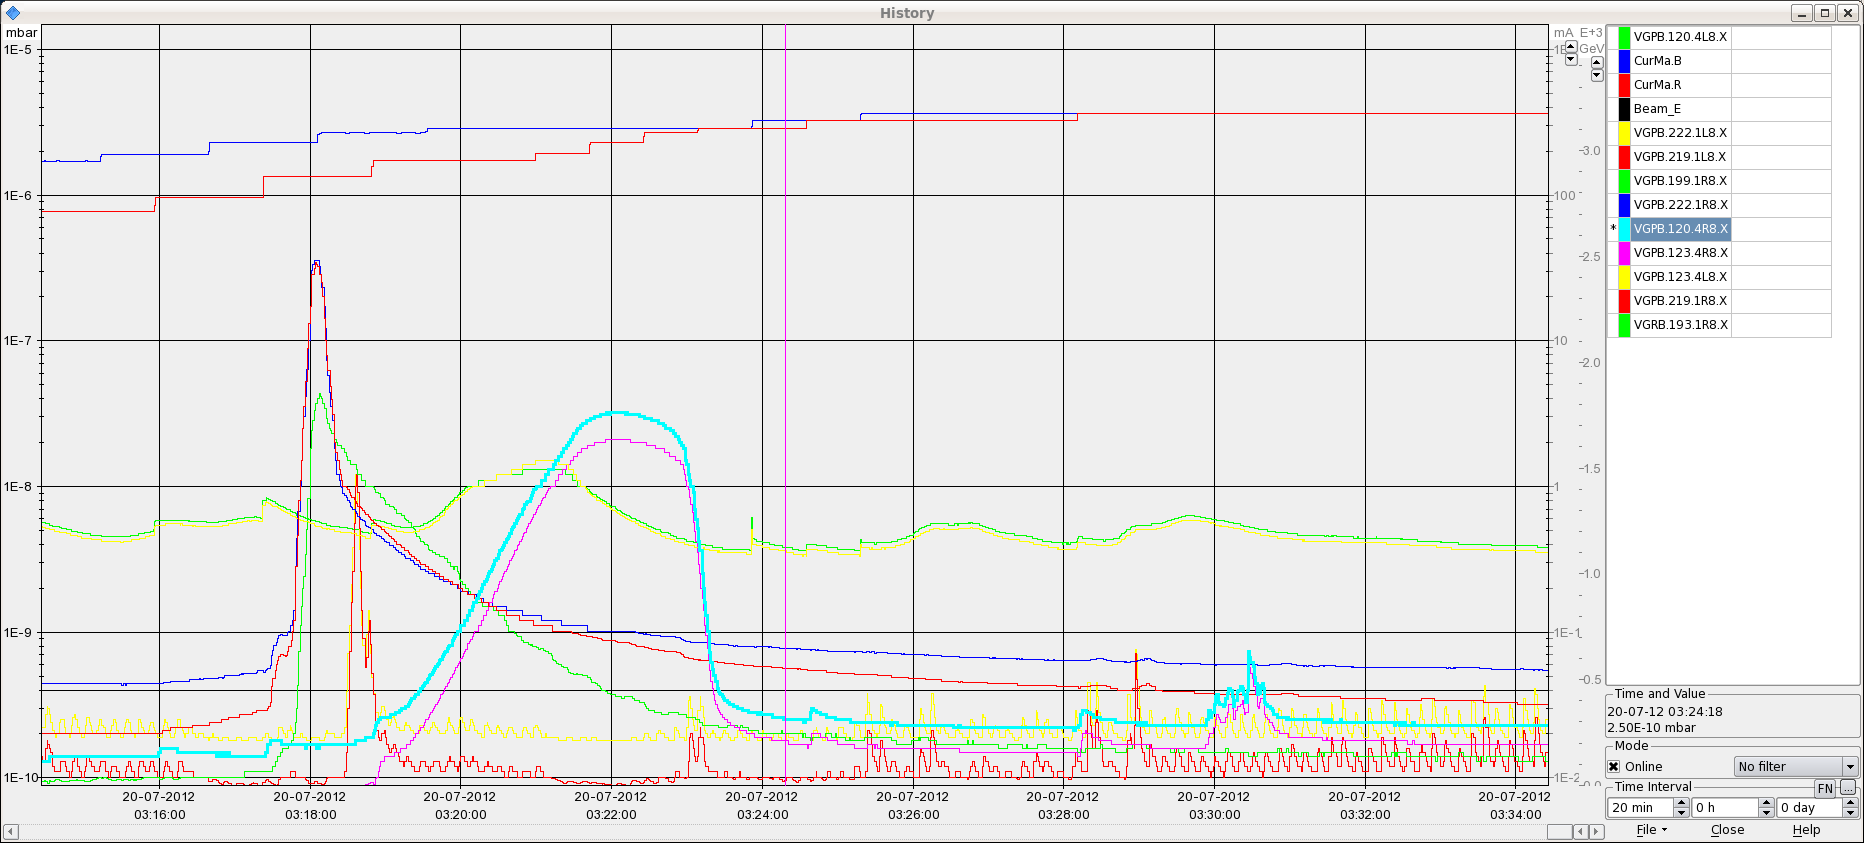 History
mbar
1E-5
1E-6
1E-7
1E-8
1E-9
1E-10
mA E+3
GeV
100
10
1
1E-1
1E-2
-3.0
-2.5
-2.0
-1.5
-1.0
-0.5
20-07-2012 20-07-2012 20-07-2012 20-07-2012 20-07-2012 20-07-2012 20-07-2012 20-07-2012 20-07-2012 20-07-2012
03:16:00 03:18:00 03:20:00 03:22:00 03:24:00 03:26:00 03:28:00 03:30:00 03:32:00 03:34:00
VGPB.120.4L8.X
CurMa.B
CurMa.R
Beam_E
VGPB.222.1L8.X
VGPB.219.1L8.X
VGPB.199.1R8.X
VGPB.222.1R8.X
* VGPB.120.4R8.X
VGPB.123.4R8.X
VGPB.123.4L8.X
VGPB.219.1R8.X
VGRB.193.1R8.X
Time and Value
20-07-12 03:24:18
2.50E-10 mbar
Mode
Online
No filter
Time Interval
FN ...
20 min 0 h 0 day
File Close Help